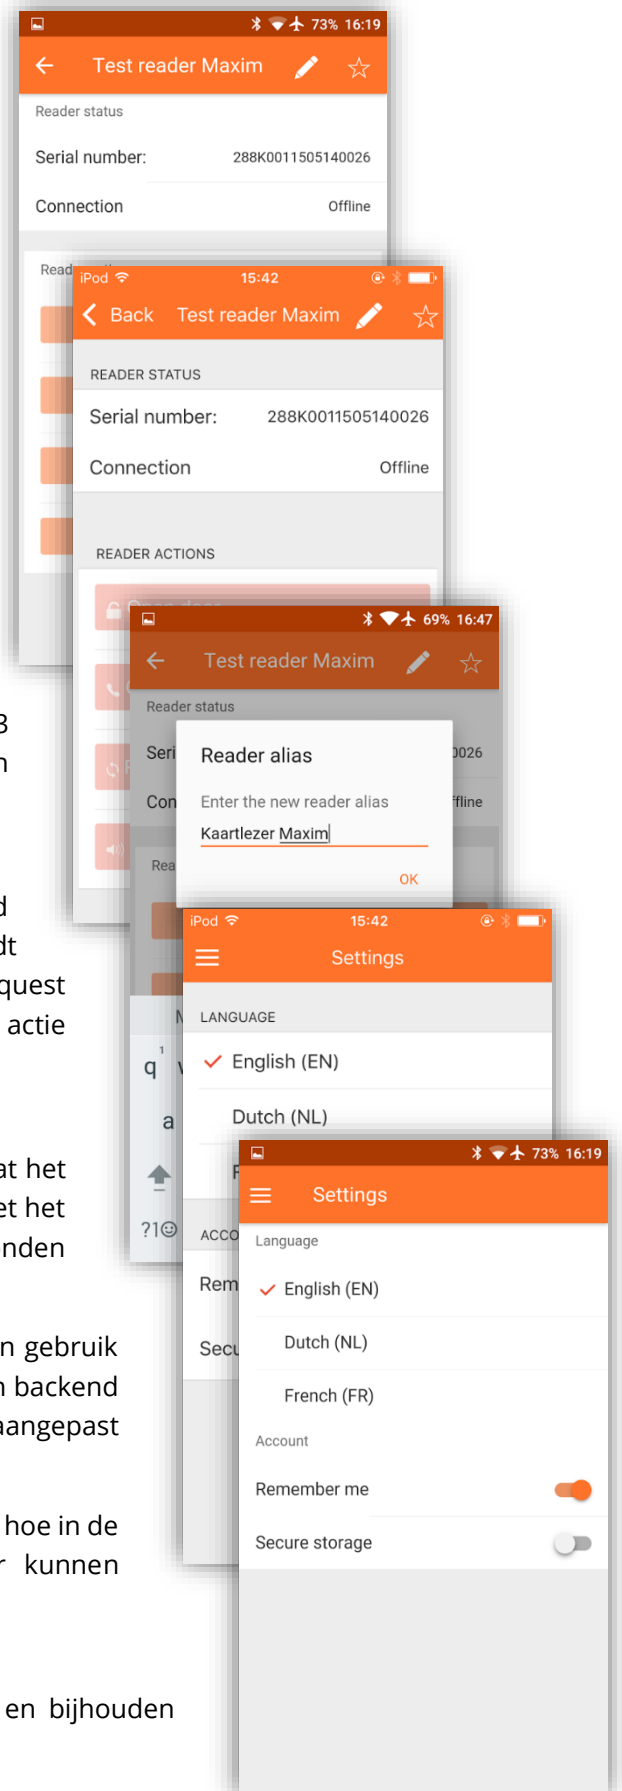 73% 16:19
Test reader Maxim
Reader status
Serial number: 288K0011505140026
Connection Offline
iPod 15:42
Back Test reader Maxim
READER STATUS
Serial number: 288K0011505140026
Connection Offline
READER ACTIONS
69% 16:47
Test reader Maxim
Reader status
Reader alias
Enter the new reader alias
Kaartlezer Maxim
OK
q 1
a
?1☺
iPod 15:42
Settings
LANGUAGE
English (EN)
Dutch (NL)
73% 16:19
Settings
Language
English (EN)
Dutch (NL)
French (FR)
Account
Remember me
Secure storage
actie
het
et het
gebruik
backend
aangepast
hoe in de
kunnen
en bijhouden